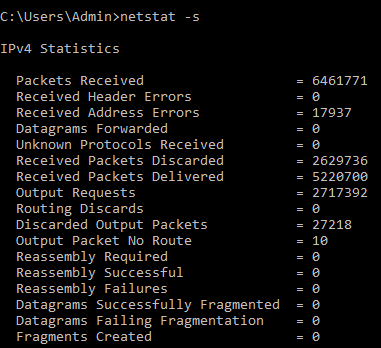 C:\Users\Admin>netstat -s
IPv4 Statistics
Packets Received = 6461771
Received Header Errors = 0
Received Address Errors = 17937
Datagrams Forwarded = 0
Unknown Protocols Received = 0
Received Packets Discarded = 2629736
Received Packets Delivered = 5220700
Output Requests = 2717392
Routing Discards = 0
Discarded Output Packets = 27218
Output Packet No Route = 10
Reassembly Required = 0
Reassembly Successful = 0
Reassembly Failures = 0
Datagrams Successfully Fragmented = 0
Datagrams Failing Fragmentation = 0
Fragments Created = 0